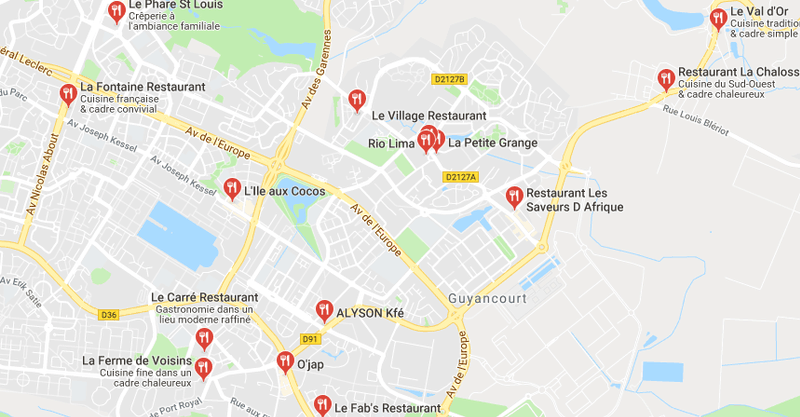 Le Phare St Louis
Crêperie à
l'ambiance familiale
Le Val d'Or
Cuisine tradition
& cadre simple
éral Leclerc
Av des Garennes
D2127B
Restaurant La Chaloss
Cuisine du Sud-Ouest
& cadre chaleureux
La Fontaine Restaurant
Cuisine française
& cadre convivial
du Parc
Rue Louis Blériot
Le Village Restaurant
Av Joseph Kessel
Av de l'Europe
Rio Lima
La Petite Grange
Av Joseph Kessel
D2127A
Av Nicolas About
L'Ile aux Cocos
Restaurant Les
Saveurs D Afrique
Av de l'Europe
Av Erik Satie
Le Carré Restaurant
Gastronomie dans un
lieu moderne raffiné
Guyancourt
D36
ALYSON Kfé
D91
La Ferme de Voisins
Cuisine fine dans un
cadre chaleureux
O'jap
Av de l'Europe
de Port Royal
Rue aux F
Le Fab's Restaurant